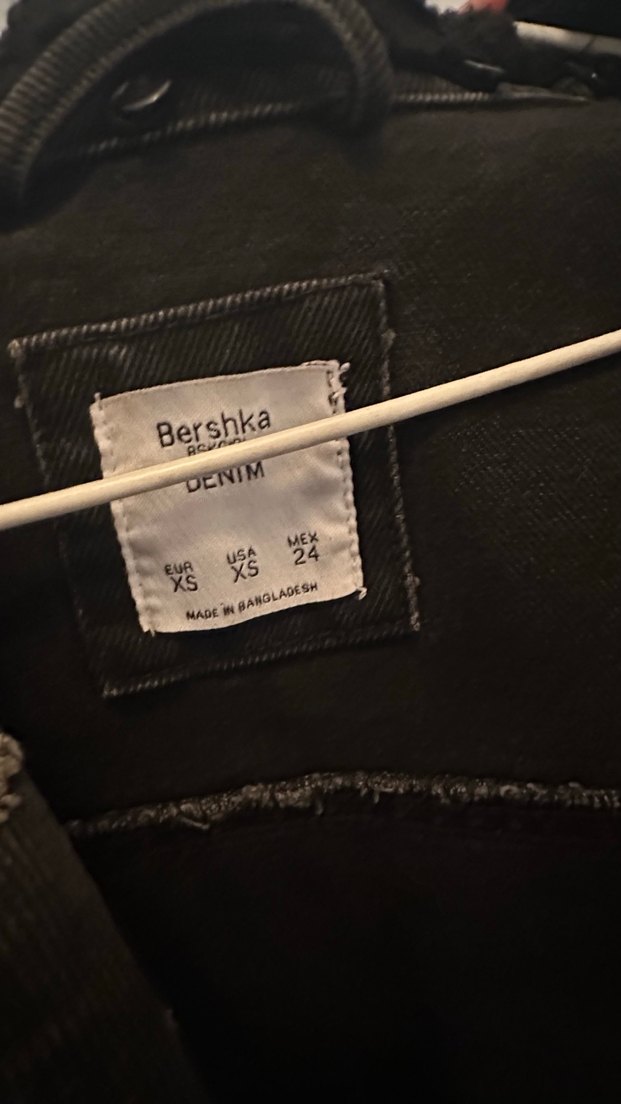 Bershka
DENIM
EUR USA MEX
XS XS 24
MADE IN BANGLADESH